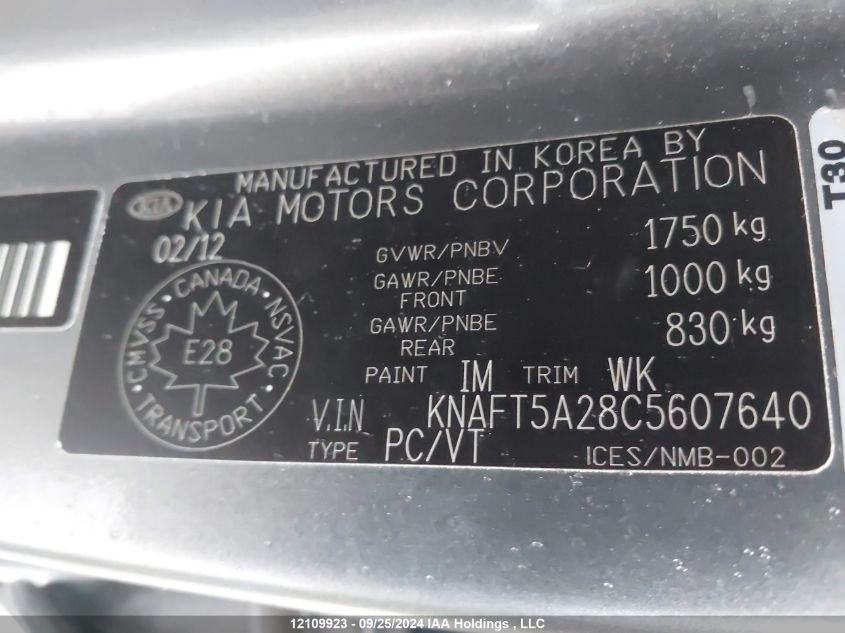 MANUFACTURED IN KOREA BY
KIA KIA MOTORS CORPORATION
02/12
GVWR/PNBV 1750 kg
GAWR/PNBE FRONT 1000 kg
GAWR/PNBE REAR 830 kg
PAINT IM TRIM WK
V.I.N KNAFT5A28C5607640
TYPE PC/VT ICES/NMB-002
CMVSS · CANADA · NSVAC
E28
TRANSPORT
T30
12109923 - 09/25/2024 IAA Holdings , LLC